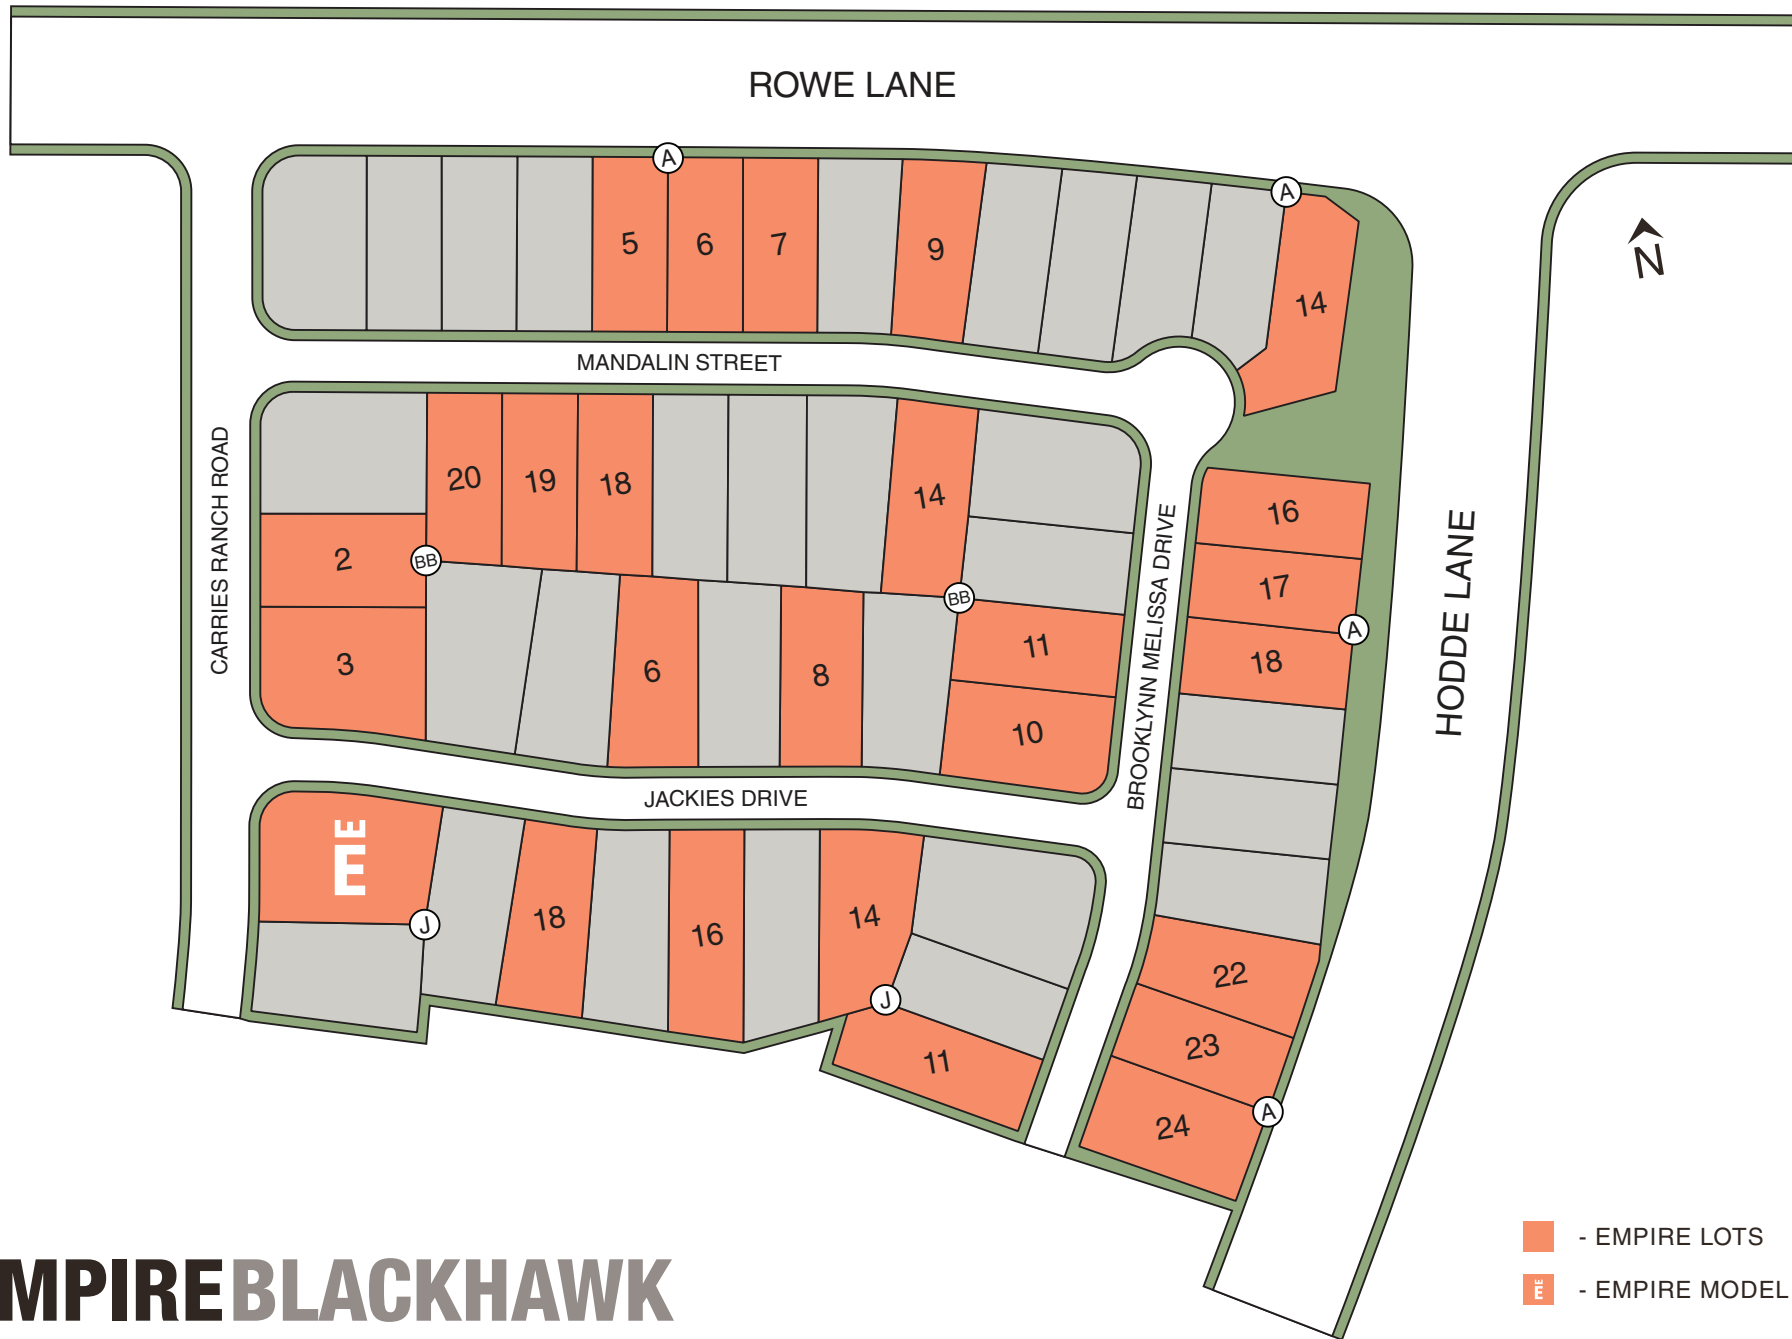 ROWE LANE
A
A
5
6
7
9
14
N
MANDALIN STREET
CARRIES RANCH ROAD
20
19
18
14
2
BB
3
6
8
BB
11
10
BROOKLYNN MELISSA DRIVE
16
17
A
18
HODDE LANE
JACKIES DRIVE
E
E
J
18
16
14
J
11
22
23
A
24
- EMPIRE LOTS
E
E
- EMPIRE MODEL
MPIREBLACKHAWK